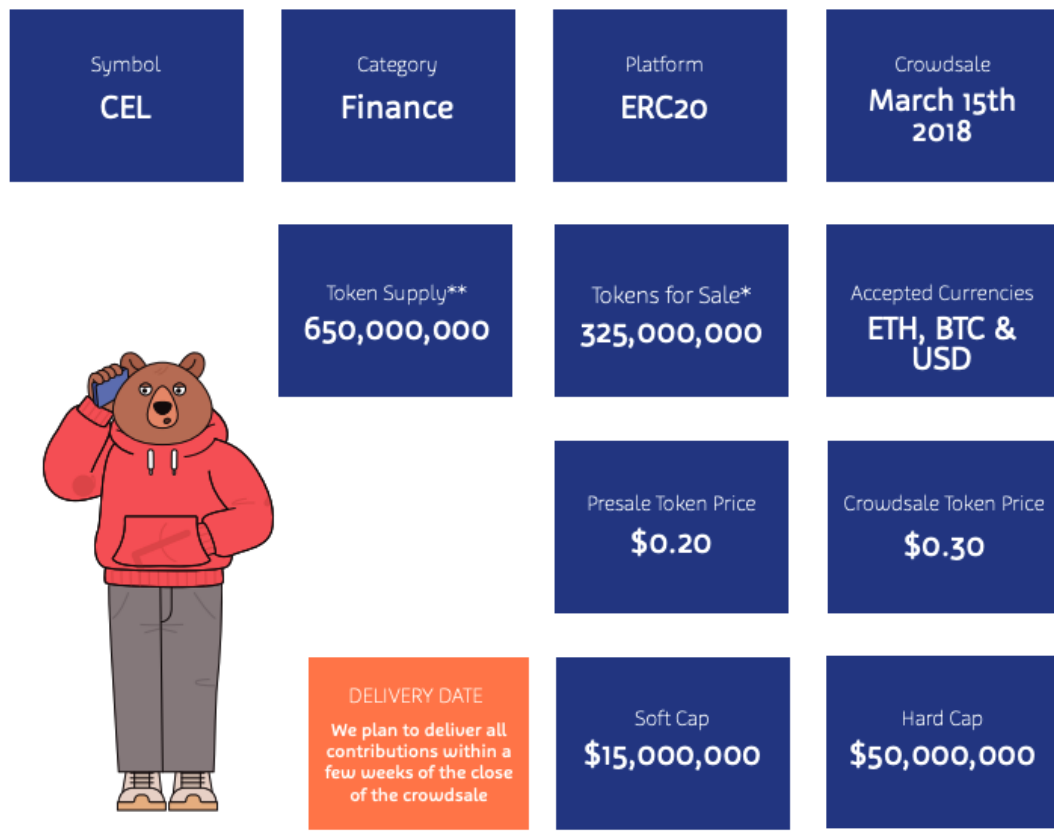 Symbol
CEL
Category
Finance
Platform
ERC20
Crowdsale
March 15th
2018
Token Supply**
650,000,000
Tokens for Sale*
325,000,000
Accepted Currencies
ETH, BTC &
USD
Presale Token Price
$0.20
Crowdsale Token Price
$0.30
DELIVERY DATE
We plan to deliver all
contributions within a
few weeks of the close
of the crowdsale
Soft Cap
$15,000,000
Hard Cap
$50,000,000